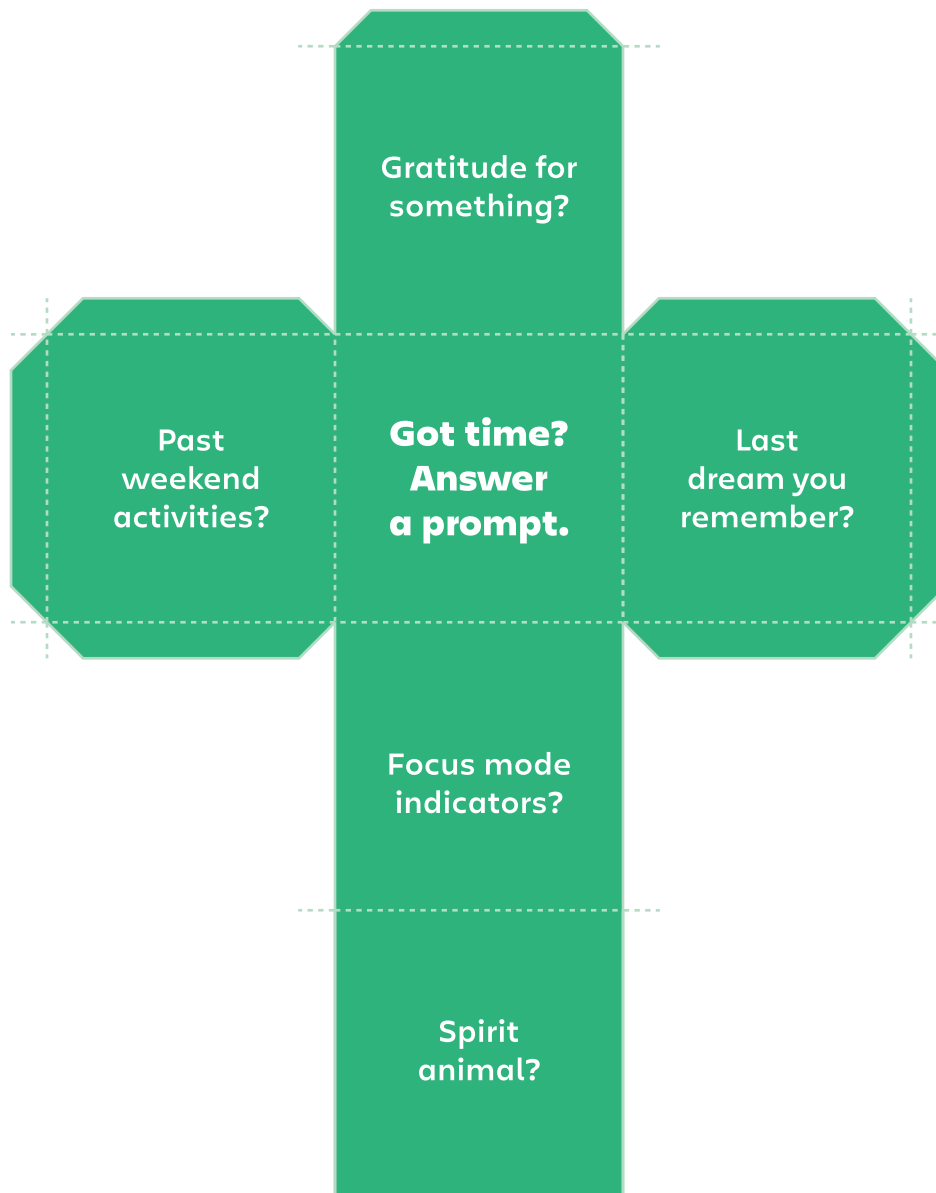 Gratitude for
something?
Past
weekend
activities?
Got time?
Answer
a prompt.
Last
dream you
remember?
Focus mode
indicators?
Spirit
animal?